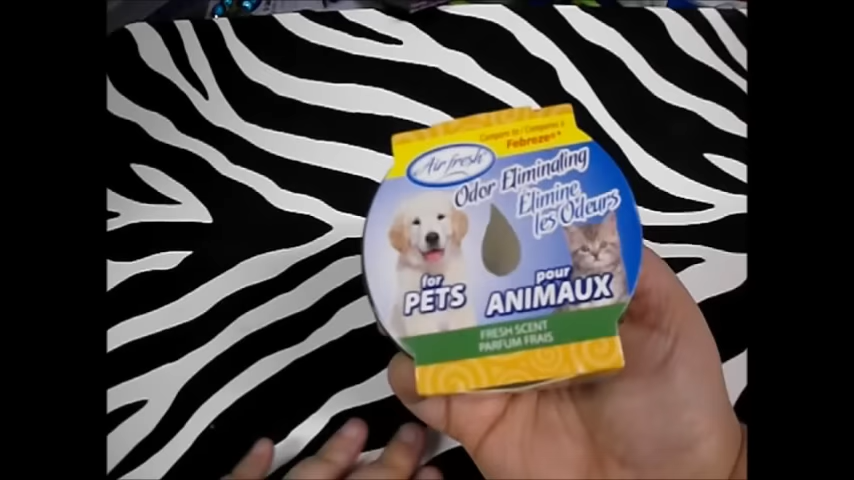 Compare to / Comparez à
Febreze®*
Air fresh
Odor Eliminating
Élimine
les Odeurs
for
PETS
pour
ANIMAUX
FRESH SCENT
PARFUM FRAIS